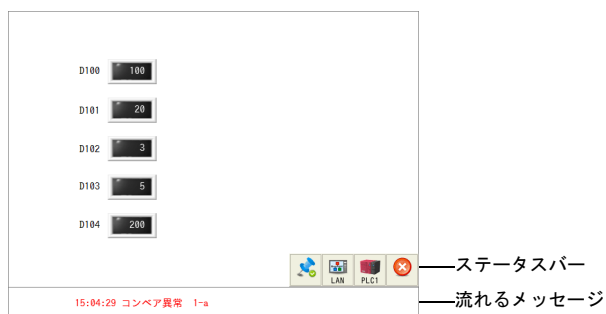 D100 100
D101 20
D102 3
D103 5
D104 200
LAN PLC1
ステータスバー
15:04:29 コンベア異常 1-a
流れるメッセージ